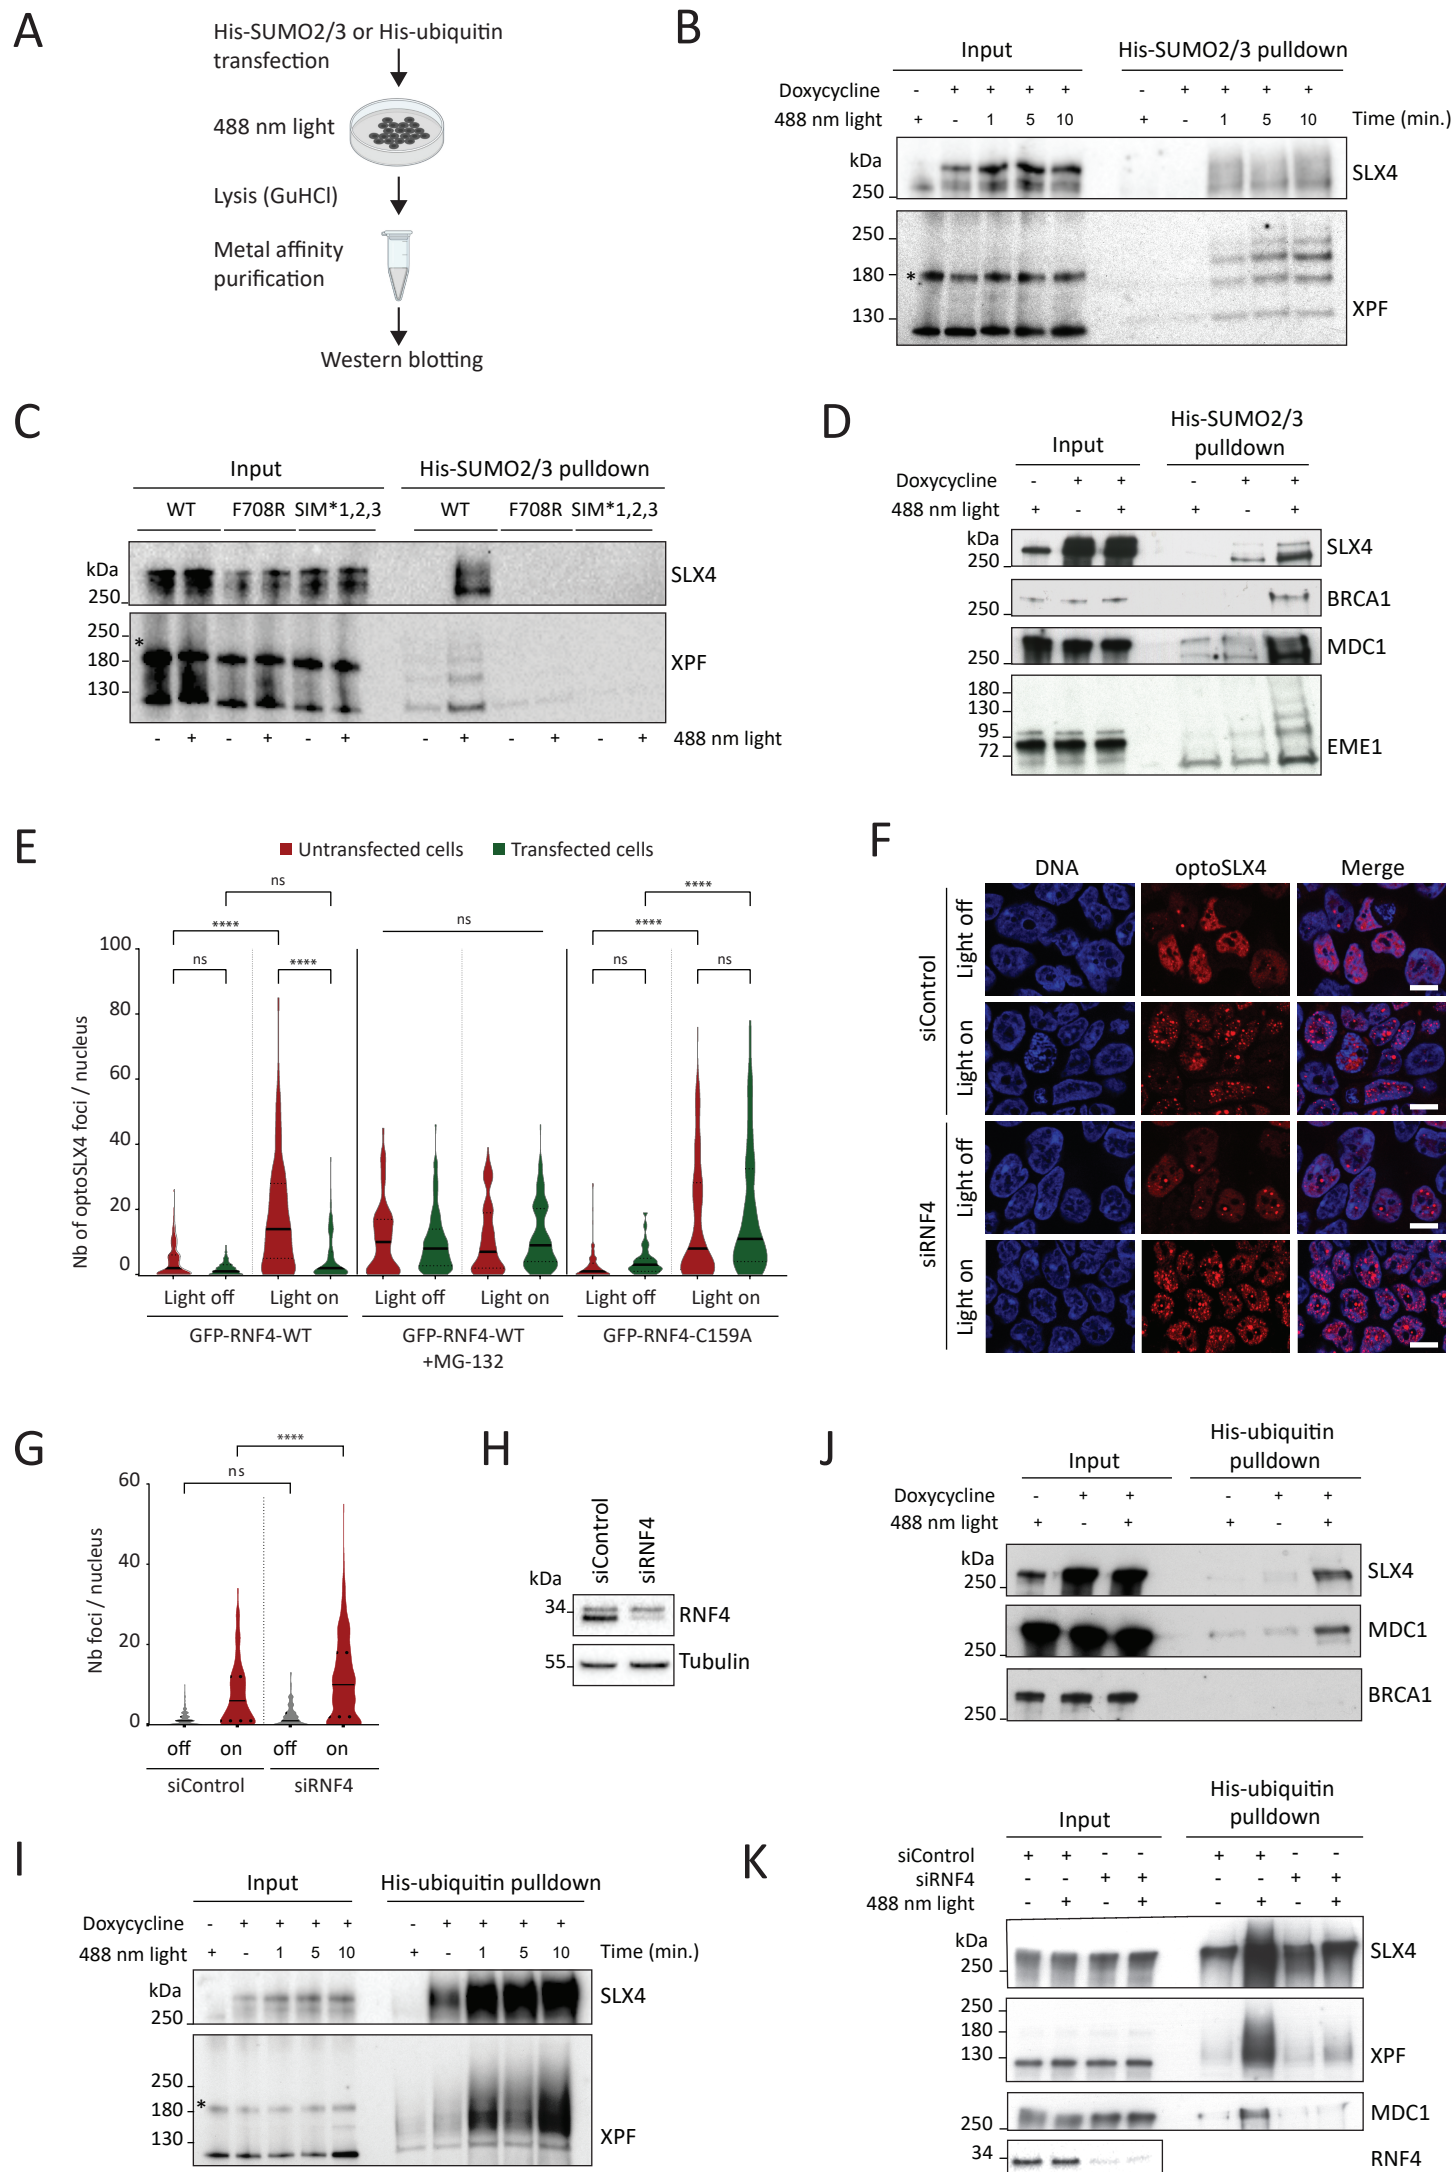 A
His-SUMO2/3 or His-ubiquitin
transfection
488 nm light
Lysis (GuHCl)
Metal affinity
purification
Western blotting
B
Input His-SUMO2/3 pulldown
Doxycycline - + + + + - + + + +
488 nm light + - 1 5 10 + - 1 5 10 Time (min.)
kDa
250
SLX4
250
180
130
*
XPF
C
Input His-SUMO2/3 pulldown
WT F708R SIM*1,2,3 WT F708R SIM*1,2,3
kDa
250
SLX4
250
180
130
*
XPF
- + - + - + - + - + - + 488 nm light
D
His-SUMO2/3
Input pulldown
Doxycycline - + + - + +
488 nm light + - + + - +
kDa
250
SLX4
250
BRCA1
250
MDC1
180
130
95
72
EME1
E
Untransfected cells Transfected cells
ns
****
ns
****
****
ns
****
ns
****
ns
Nb of optoSLX4 foci / nucleus
100
80
60
40
20
0
Light off Light on Light off Light on Light off Light on
GFP-RNF4-WT GFP-RNF4-WT GFP-RNF4-C159A
+MG-132
F
DNA optoSLX4 Merge
siControl
Light off
Light on
siRNF4
Light off
Light on
G
****
ns
Nb foci / nucleus
60
40
20
0
off on off on
siControl siRNF4
H
siControl siRNF4
kDa
34
RNF4
55
Tubulin
I
Input His-ubiquitin pulldown
Doxycycline - + + + + - + + + +
488 nm light + - 1 5 10 + - 1 5 10 Time (min.)
kDa
250
SLX4
250
180
130
*
XPF
J
His-ubiquitin
Input pulldown
Doxycycline - + + - + +
488 nm light + - + + - +
kDa
250
SLX4
250
MDC1
250
BRCA1
K
His-ubiquitin
Input pulldown
siControl + + - - + + - -
siRNF4 - - + + - - + +
488 nm light - + - + - + - +
kDa
250
SLX4
250
180
130
XPF
250
MDC1
34
RNF4